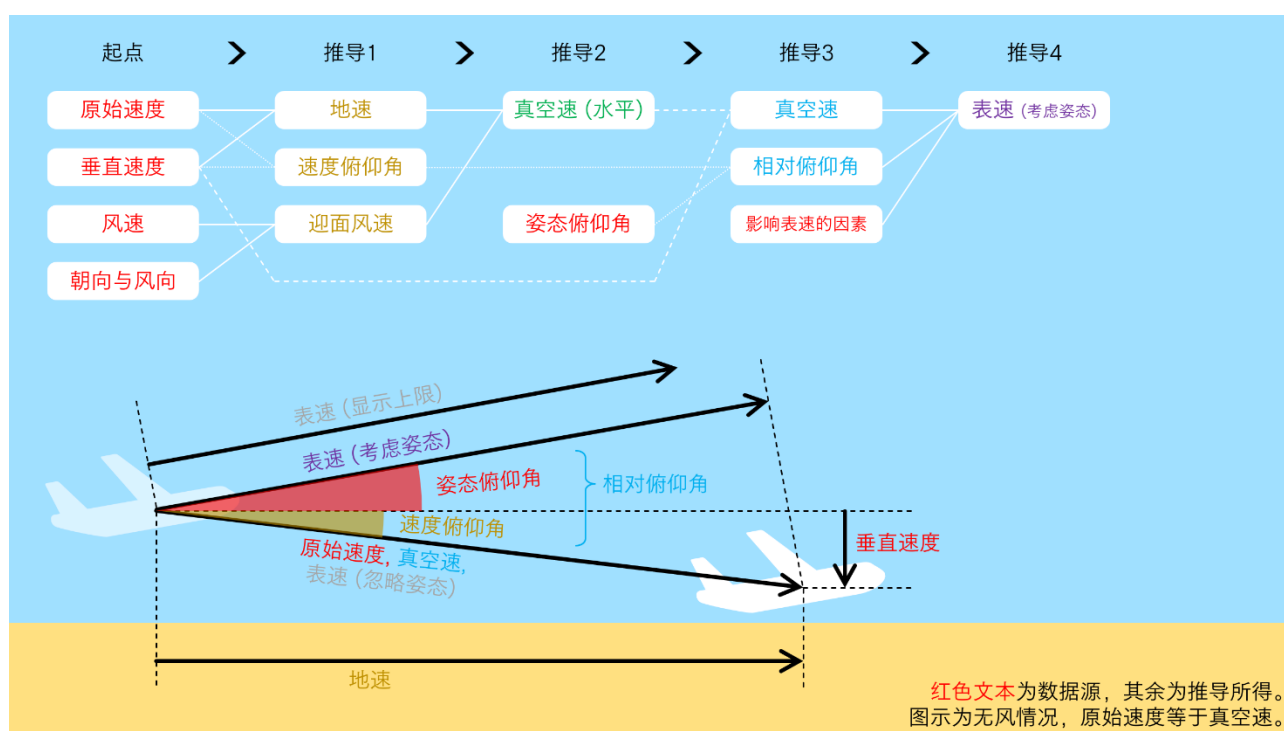 起点
推导1
推导2
推导3
推导4
原始速度
地速
真空速 (水平)
真空速
表速 (考虑姿态)
垂直速度
速度俯仰角
相对俯仰角
风速
迎面风速
姿态俯仰角
影响表速的因素
朝向与风向
表速 (显示上限)
表速 (考虑姿态)
姿态俯仰角
相对俯仰角
速度俯仰角
原始速度, 真空速,
表速 (忽略姿态)
垂直速度
地速
红色文本为数据源，其余为推导所得。
图示为无风情况，原始速度等于真空速。